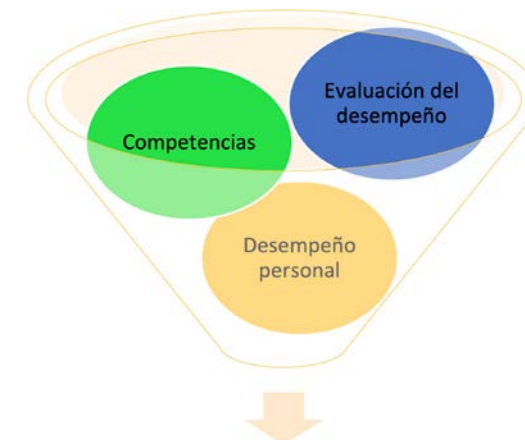 Evaluación del
desempeño
Competencias
Desempeño
personal